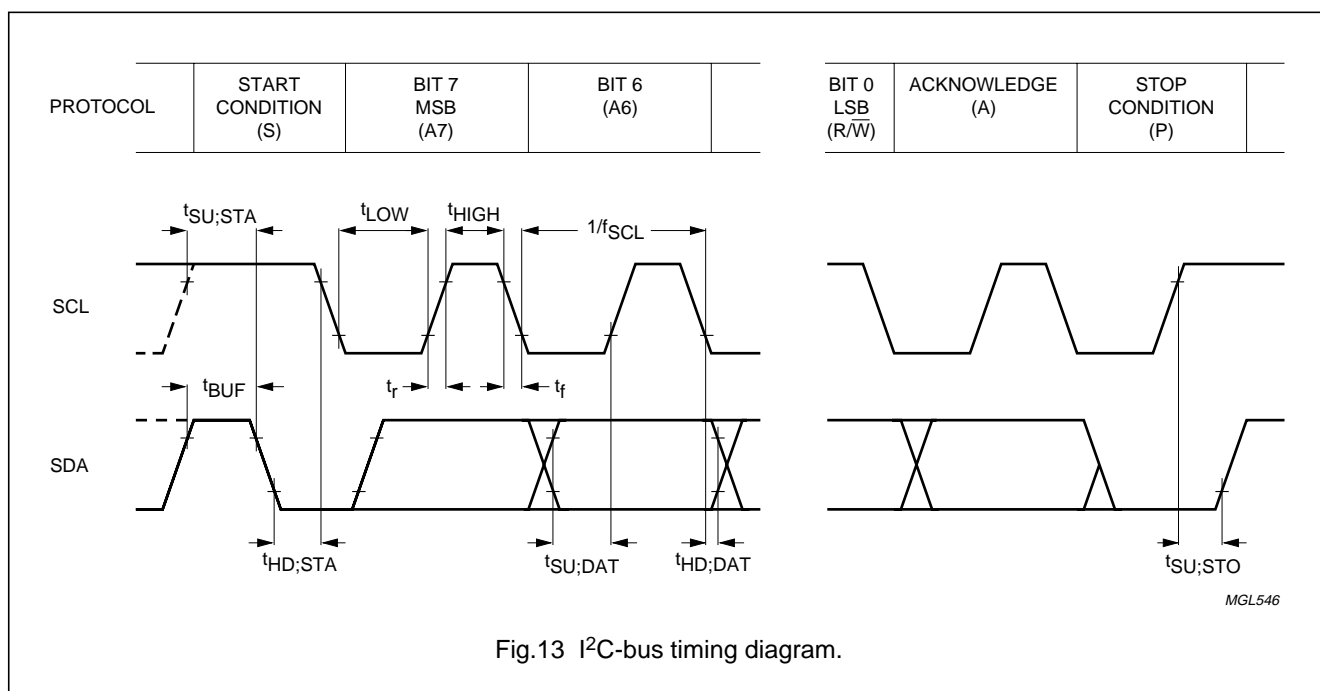 PROTOCOL
START
CONDITION
(S)
BIT 7
MSB
(A7)
BIT 6
(A6)
BIT 0
LSB
(R/W̅)
ACKNOWLEDGE
(A)
STOP
CONDITION
(P)
tSU;STA
tLOW
tHIGH
1/fSCL
SCL
tBUF
tr
tf
SDA
tHD;STA
tSU;DAT
tHD;DAT
tSU;STO
MGL546
Fig.13 I²C-bus timing diagram.